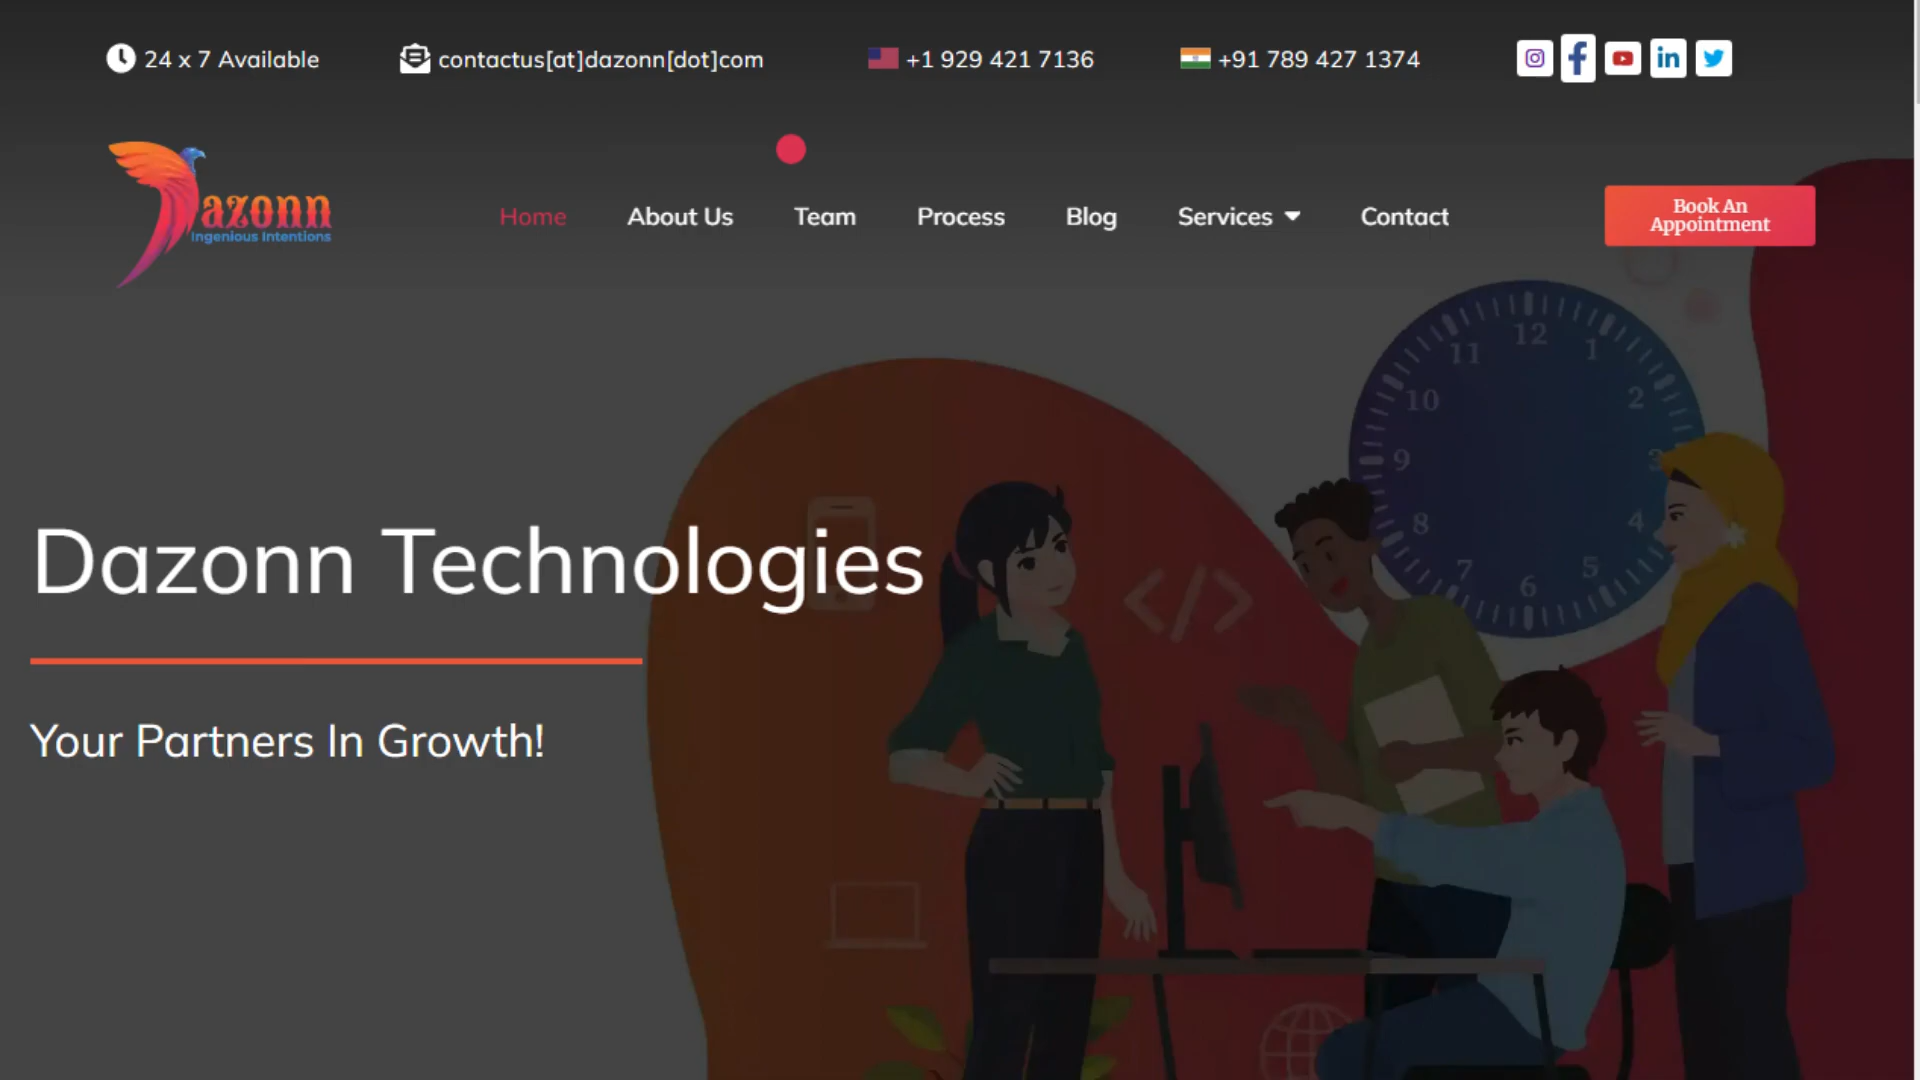 24 x 7 Available
contactus[at]dazonn[dot]com
+1 929 421 7136
+91 789 427 1374
Dazonn
Ingenious Intentions
Home
About Us
Team
Process
Blog
Services
Contact
Book An
Appointment
12
1
2
3
4
5
6
7
8
9
10
11
</>
Dazonn Technologies
Your Partners In Growth!